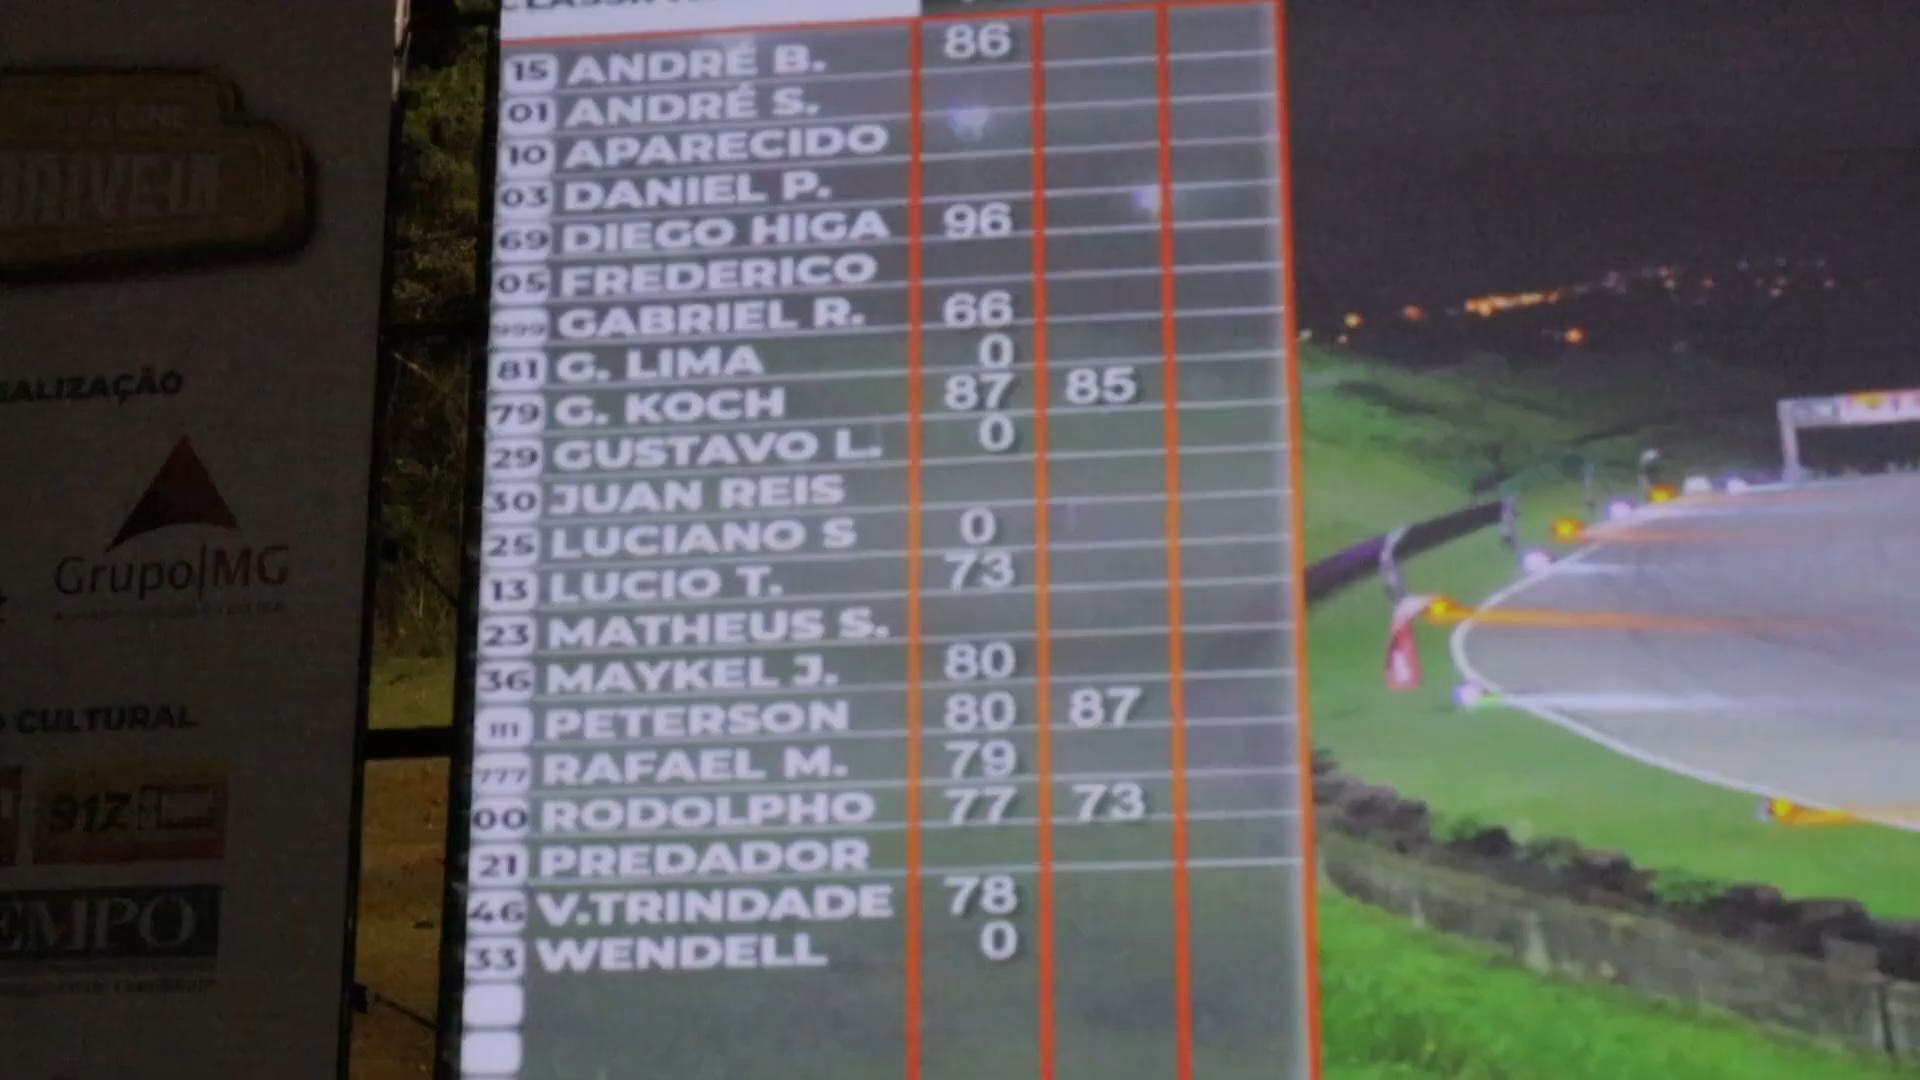 15 ANDRÉ B. 86
01 ANDRÉ S.
10 APARECIDO
03 DANIEL P.
69 DIEGO HIGA 96
05 FREDERICO
999 GABRIEL R. 66
81 G. LIMA 0
79 G. KOCH 87 85
29 GUSTAVO L. 0
30 JUAN REIS
25 LUCIANO S 0
13 LUCIO T. 73
23 MATHEUS S.
36 MAYKEL J. 80
111 PETERSON 80 87
777 RAFAEL M. 79
00 RODOLPHO 77 73
21 PREDADOR
46 V.TRINDADE 78
33 WENDELL 0
EALIZAÇÃO
Grupo|MG
CULTURAL
EMPO